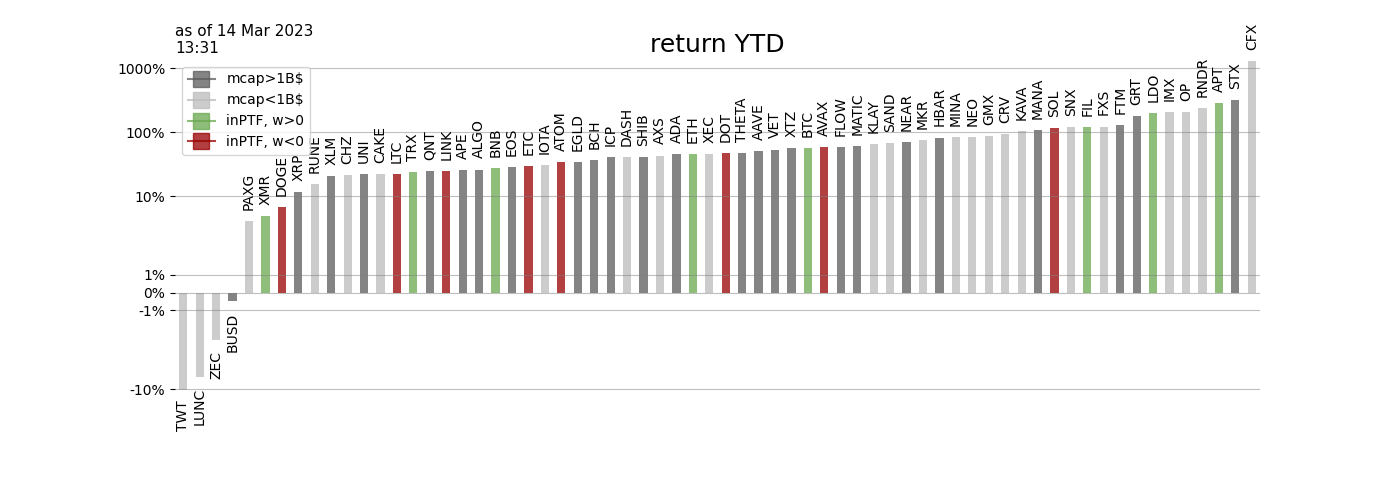 as of 14 Mar 2023
13:31
return YTD
mcap>1B$
mcap<1B$
inPTF, w>0
inPTF, w<0
1000%
100%
10%
1%
0%
-1%
-10%
TWT
LUNC
ZEC
BUSD
PAXG
XMR
DOGE
XRP
RUNE
XLM
CHZ
UNI
CAKE
LTC
TRX
QNT
LINK
APE
ALGO
BNB
EOS
ETC
IOTA
ATOM
EGLD
BCH
ICP
DASH
SHIB
AXS
ADA
ETH
XEC
DOT
THETA
AAVE
VET
XTZ
BTC
AVAX
FLOW
MATIC
KLAY
SAND
NEAR
MKR
HBAR
MINA
NEO
GMX
CRV
KAVA
MANA
SOL
SNX
FIL
FXS
FTM
GRT
LDO
IMX
OP
RNDR
APT
STX
CFX